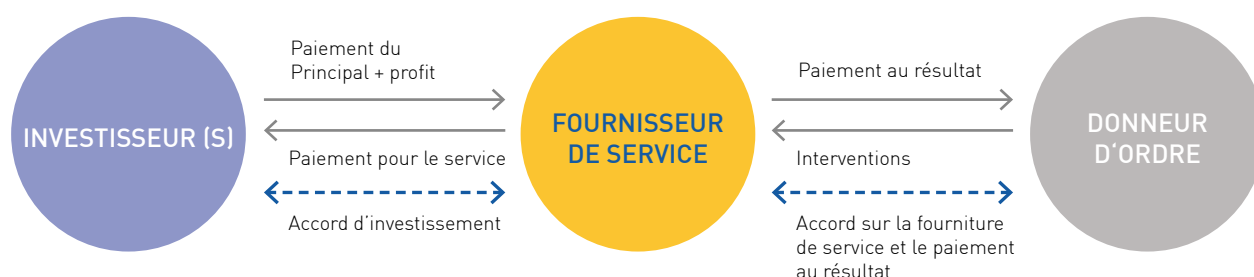 INVESTISSEUR (S)
Paiement du
Principal + profit
Paiement pour le service
Accord d'investissement
FOURNISSEUR
DE SERVICE
Paiement au résultat
Interventions
Accord sur la fourniture
de service et le paiement
au résultat
DONNEUR
D‘ORDRE